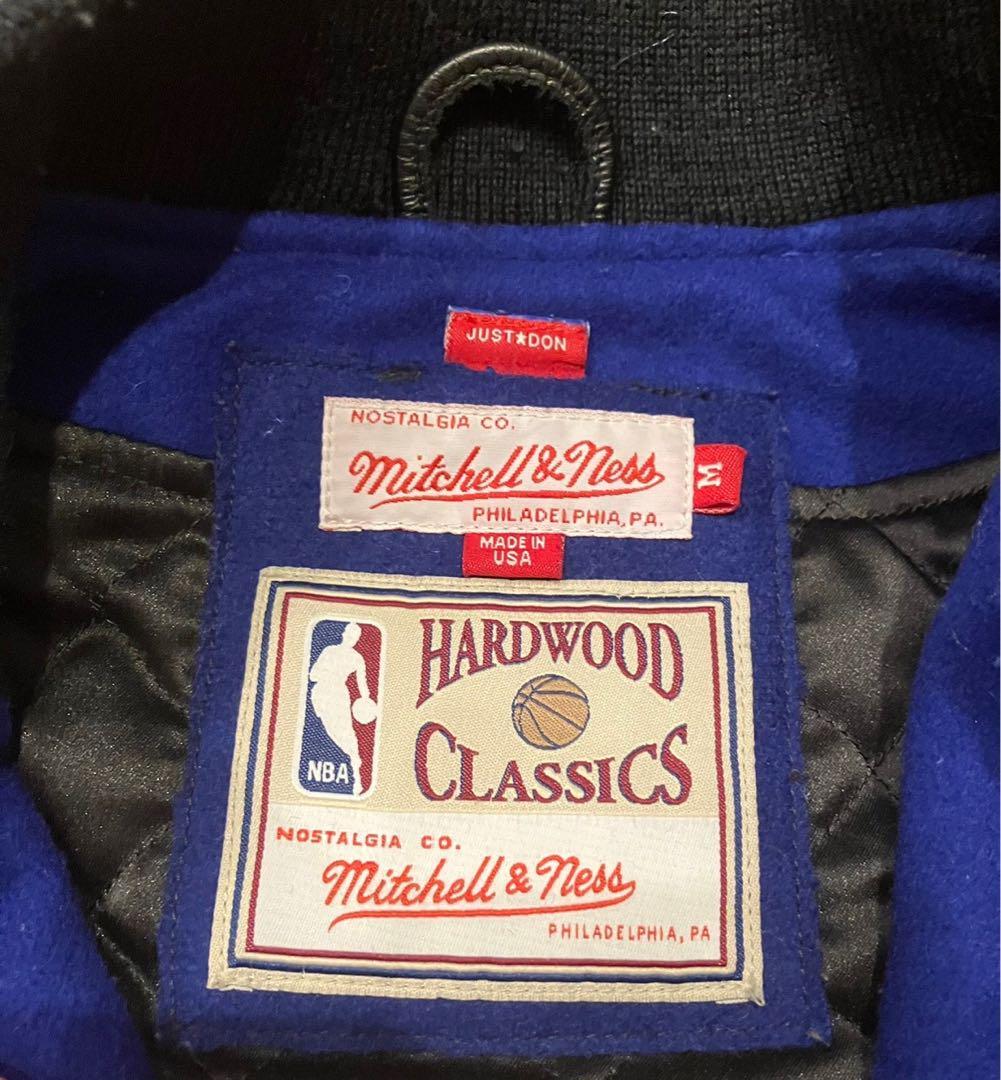 JUST★DON
NOSTALGIA CO.
Mitchell & Ness
PHILADELPHIA, PA.
M
MADE IN
USA
HARDWOOD
CLASSICS
NBA
NOSTALGIA CO.
Mitchell & Ness
PHILADELPHIA, PA